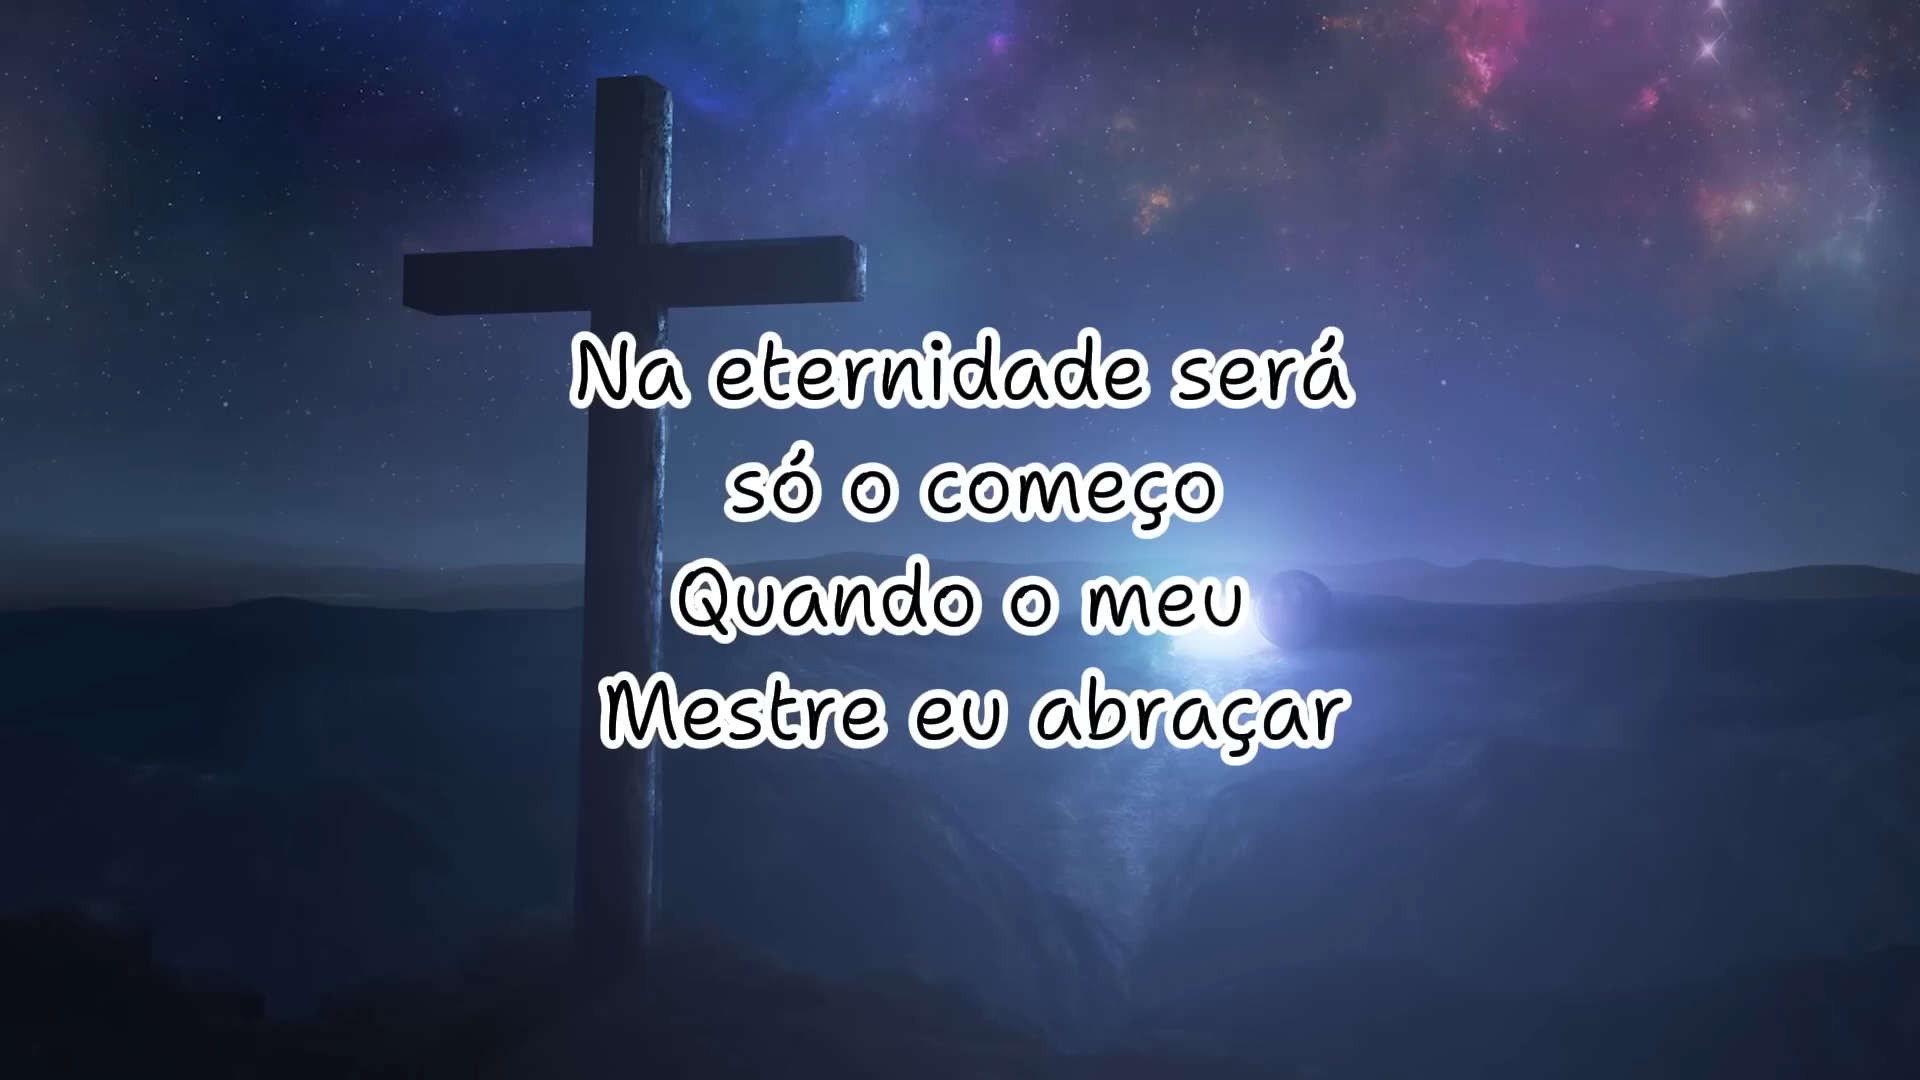 Na eternidade será
só o começo
Quando o meu
Mestre eu abraçar